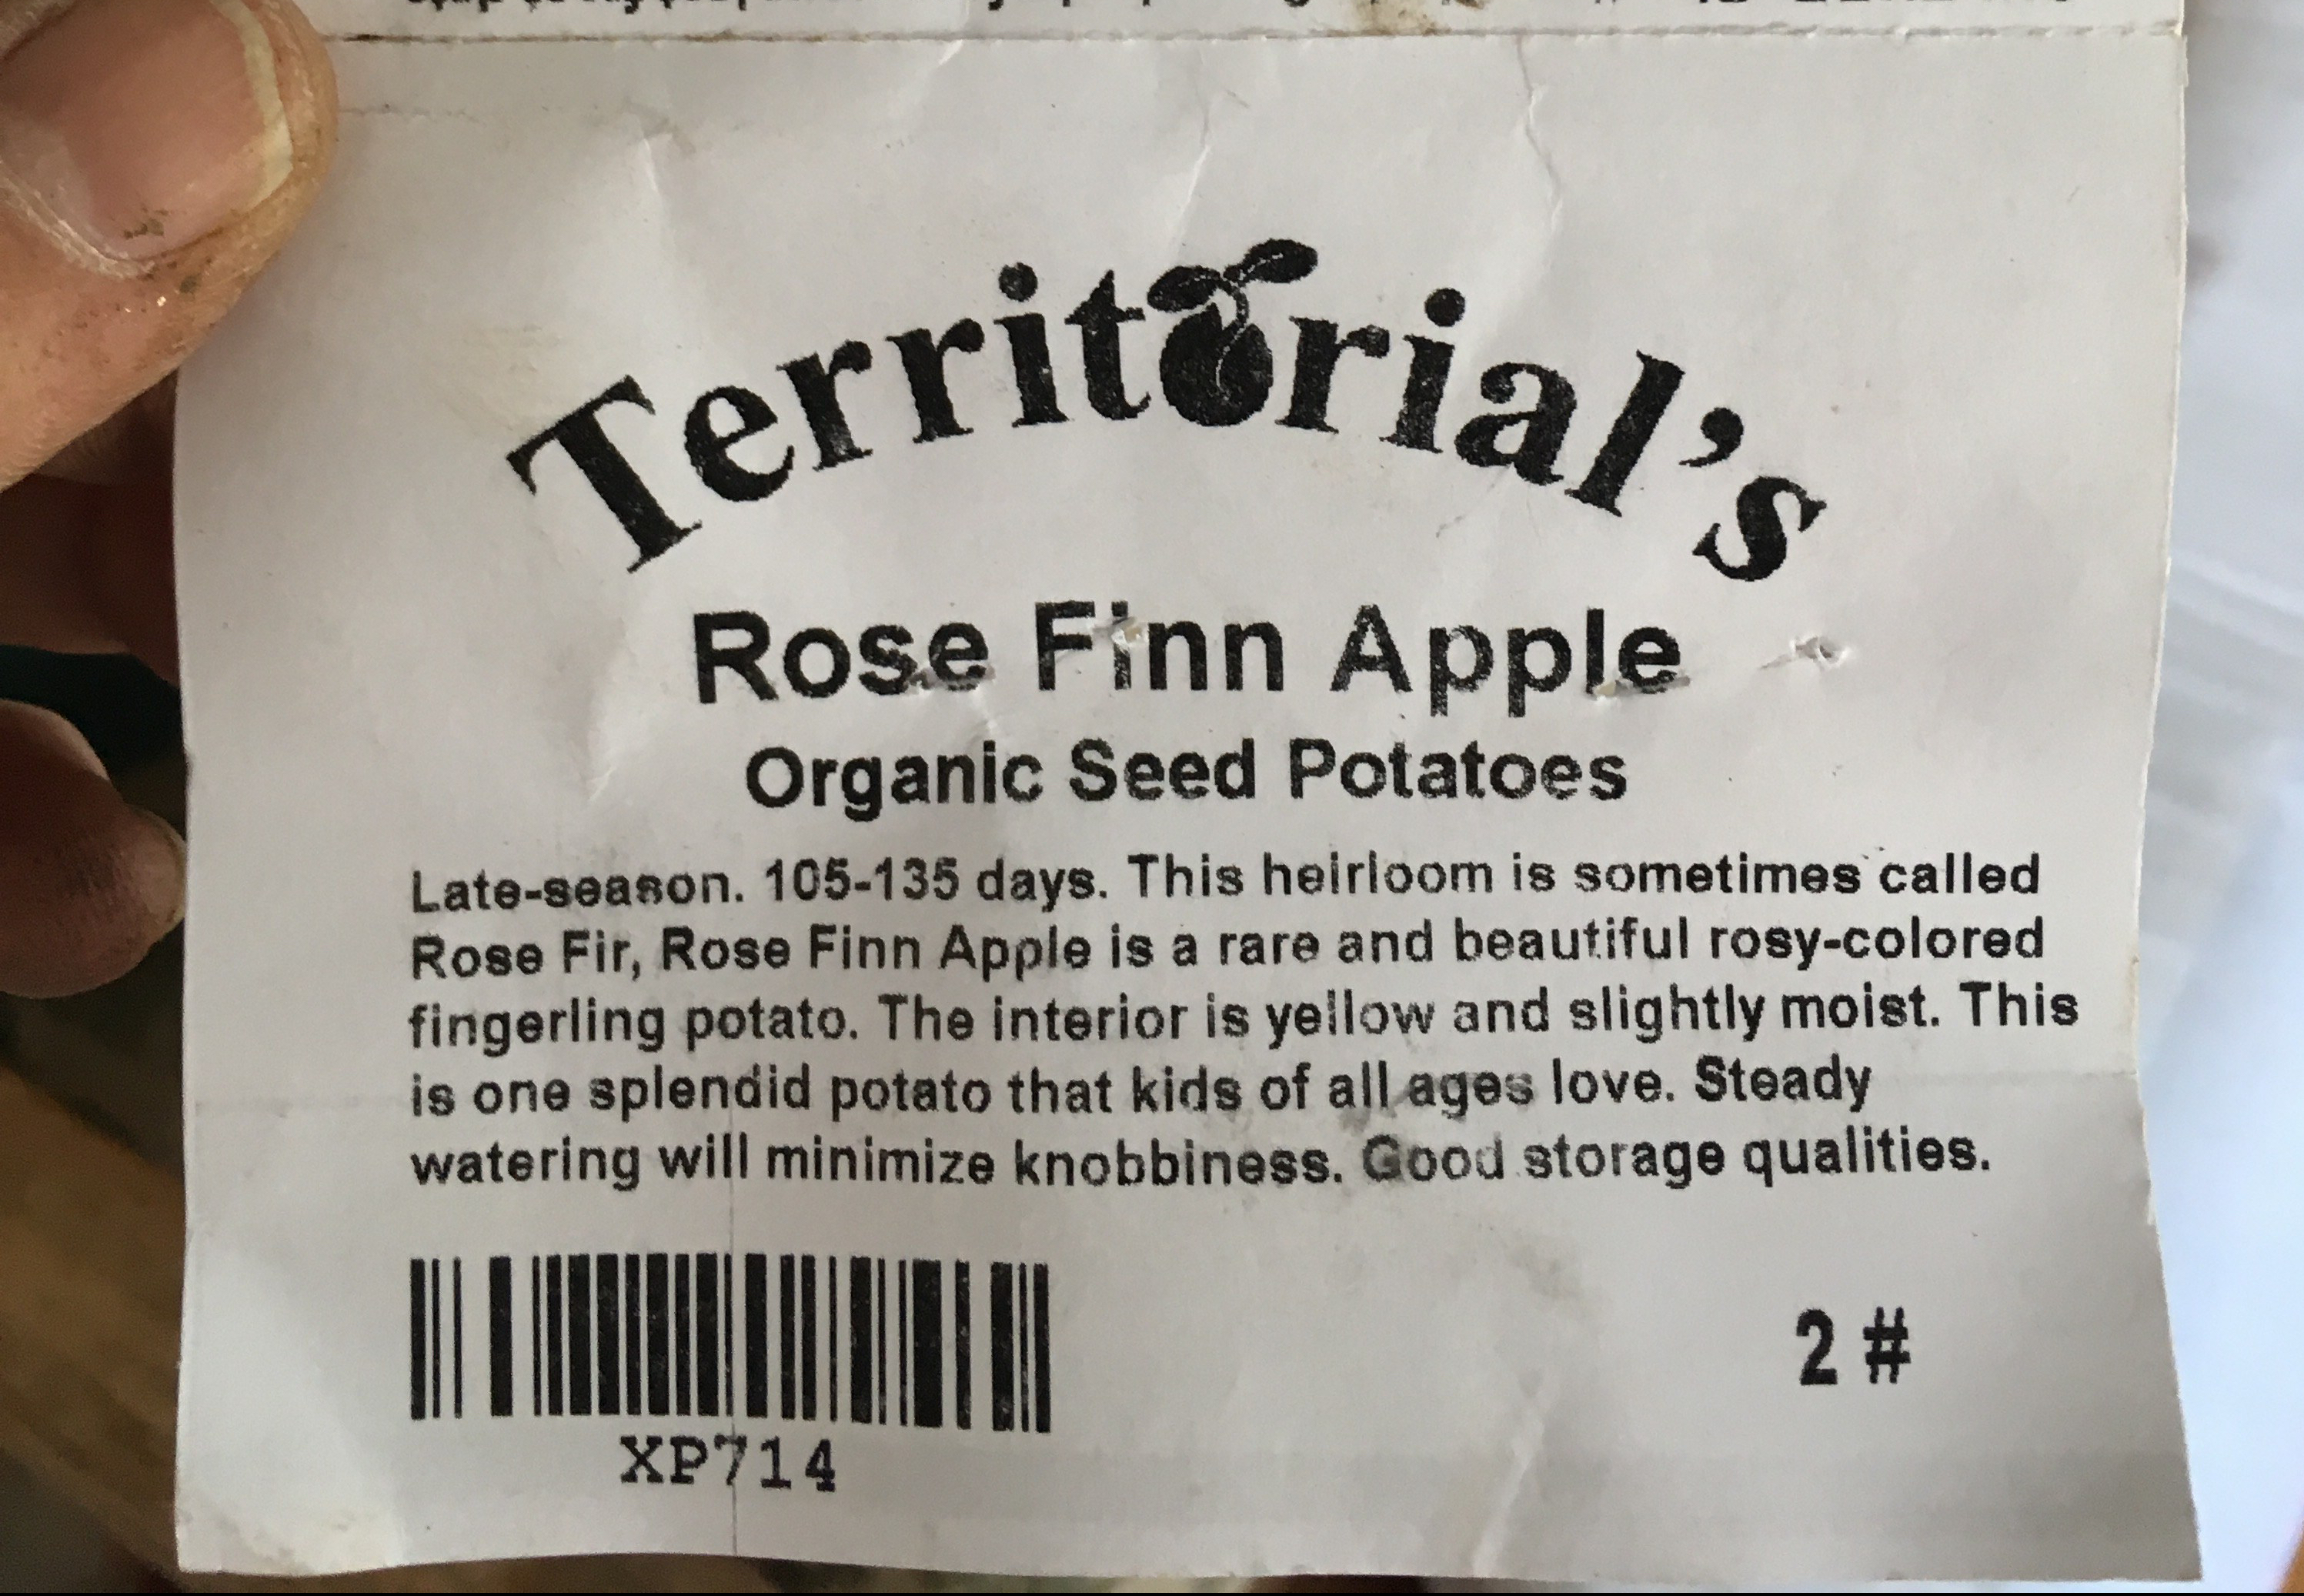 Territorial's
Rose Finn Apple
Organic Seed Potatoes
Late-season. 105-135 days. This heirloom is sometimes called
Rose Fir, Rose Finn Apple is a rare and beautiful rosy-colored
fingerling potato. The interior is yellow and slightly moist. This
is one splendid potato that kids of all ages love. Steady
watering will minimize knobbiness. Good storage qualities.
2 #
XP714